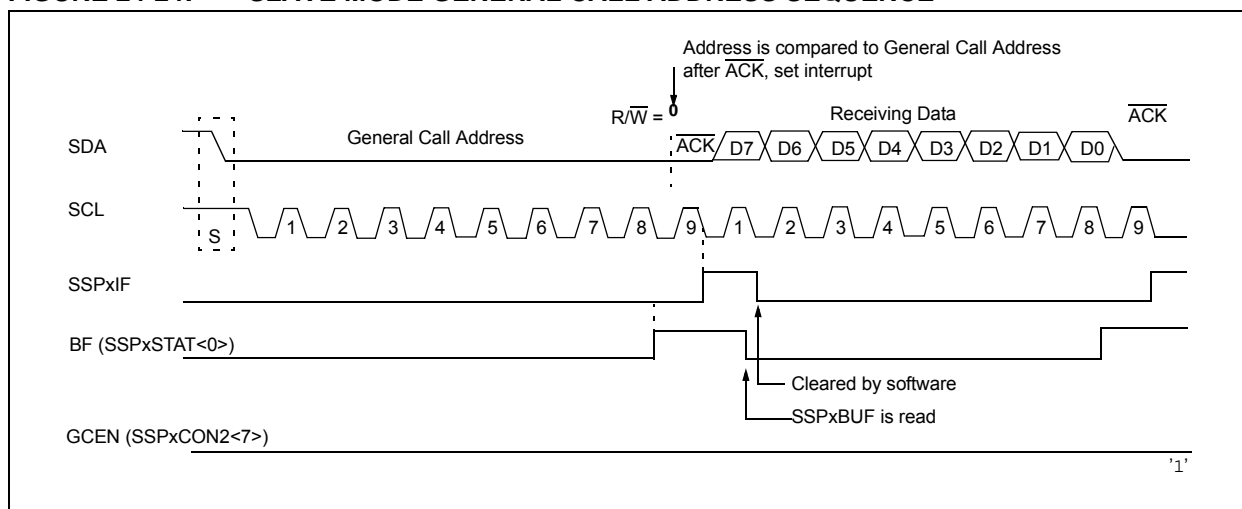 Address is compared to General Call Address
after ACK, set interrupt
R/W = 0
General Call Address
Receiving Data
ACK
SDA
ACK D7 D6 D5 D4 D3 D2 D1 D0
SCL
S
1 2 3 4 5 6 7 8 9 1 2 3 4 5 6 7 8 9
SSPxIF
BF (SSPxSTAT<0>)
Cleared by software
SSPxBUF is read
GCEN (SSPxCON2<7>)
'1'